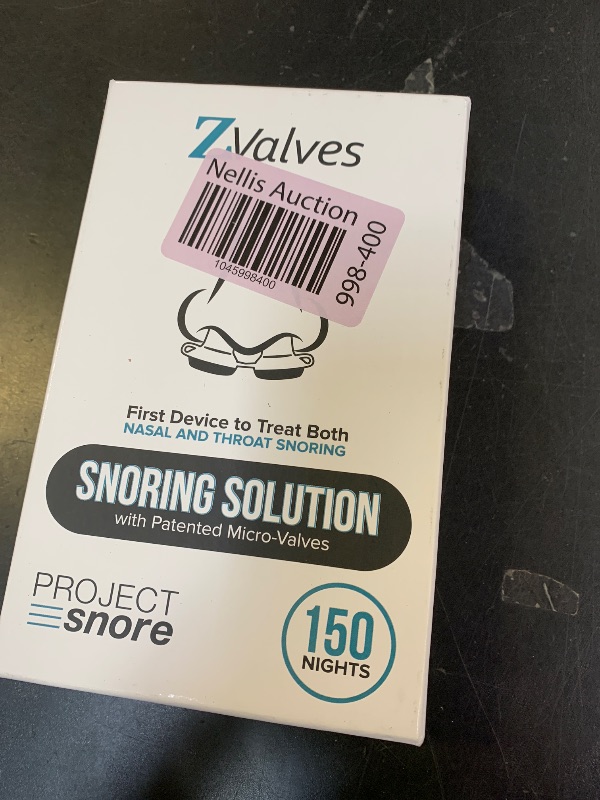 ZValves
Nellis Auction
1045998400
998-400
First Device to Treat Both
NASAL AND THROAT SNORING
SNORING SOLUTION
with Patented Micro-Valves
PROJECT
snore
150
NIGHTS